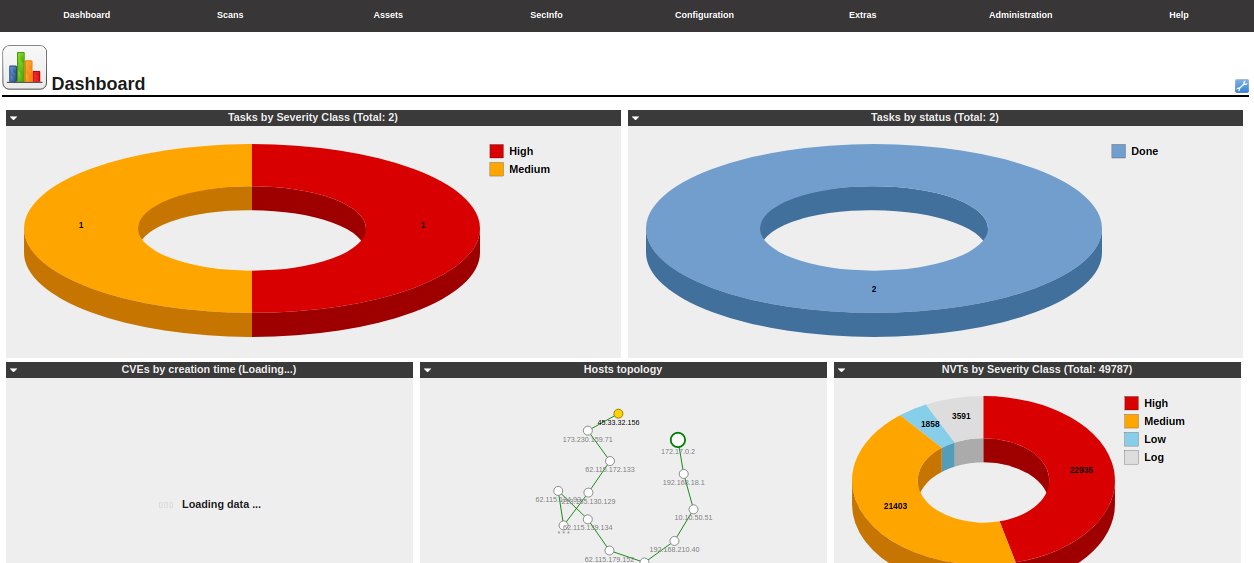 Dashboard Scans Assets SecInfo Configuration Extras Administration Help
Dashboard
Tasks by Severity Class (Total: 2)
High
Medium
1
1
Tasks by status (Total: 2)
Done
2
CVEs by creation time (Loading...)
Loading data ...
Hosts topology
45.33.32.156
173.230.159.71
172.17.0.2
62.115.172.133
192.168.18.1
62.115.
.130.129
10.10.50.51
62.115.139.134
192.168.210.40
62.115.179.152
NVTs by Severity Class (Total: 49787)
High
Medium
Low
Log
3591
1858
22935
21403